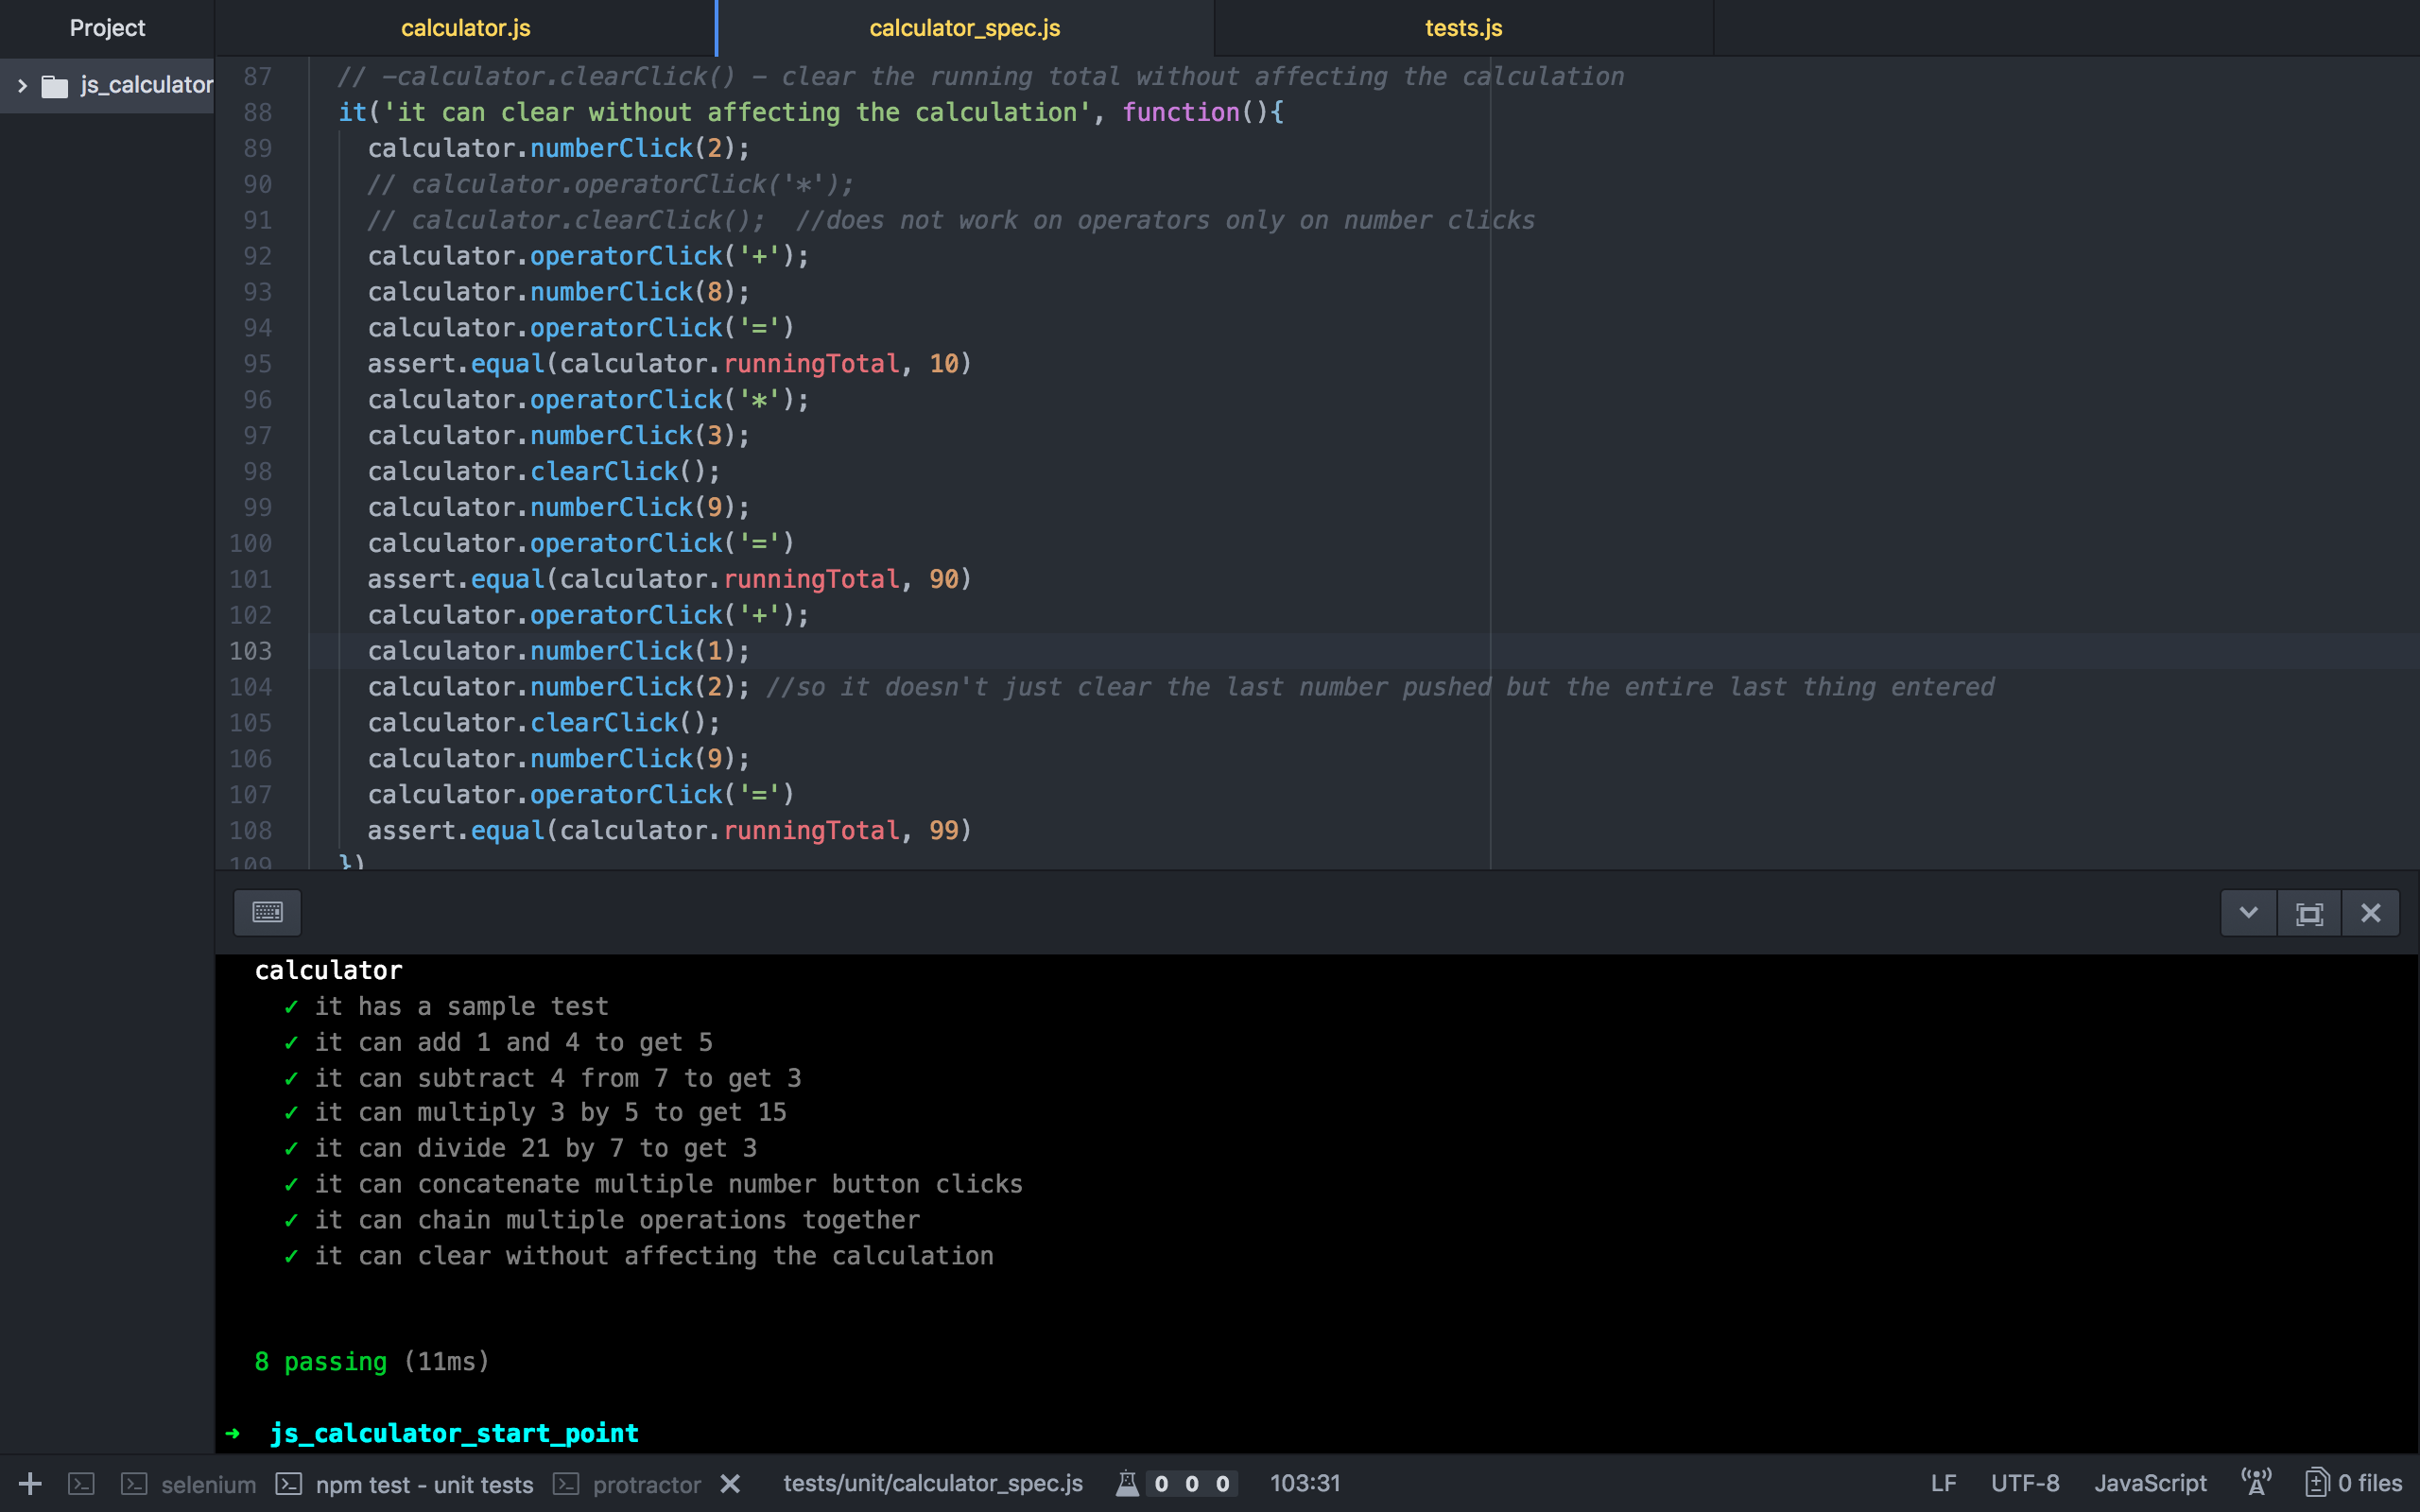 Project
calculator.js
calculator_spec.js
tests.js
js_calculator
87 // -calculator.clearClick() - clear the running total without affecting the calculation
88 it('it can clear without affecting the calculation', function(){
89 calculator.numberClick(2);
90 // calculator.operatorClick('*');
91 // calculator.clearClick(); //does not work on operators only on number clicks
92 calculator.operatorClick('+');
93 calculator.numberClick(8);
94 calculator.operatorClick('=')
95 assert.equal(calculator.runningTotal, 10)
96 calculator.operatorClick('*');
97 calculator.numberClick(3);
98 calculator.clearClick();
99 calculator.numberClick(9);
100 calculator.operatorClick('=')
101 assert.equal(calculator.runningTotal, 90)
102 calculator.operatorClick('+');
103 calculator.numberClick(1);
104 calculator.numberClick(2); //so it doesn't just clear the last number pushed but the entire last thing entered
105 calculator.clearClick();
106 calculator.numberClick(9);
107 calculator.operatorClick('=')
108 assert.equal(calculator.runningTotal, 99)
109 })
calculator
✓ it has a sample test
✓ it can add 1 and 4 to get 5
✓ it can subtract 4 from 7 to get 3
✓ it can multiply 3 by 5 to get 15
✓ it can divide 21 by 7 to get 3
✓ it can concatenate multiple number button clicks
✓ it can chain multiple operations together
✓ it can clear without affecting the calculation
8 passing (11ms)
➜ js_calculator_start_point
selenium npm test - unit tests protractor tests/unit/calculator_spec.js 0 0 0 103:31 LF UTF-8 JavaScript 0 files